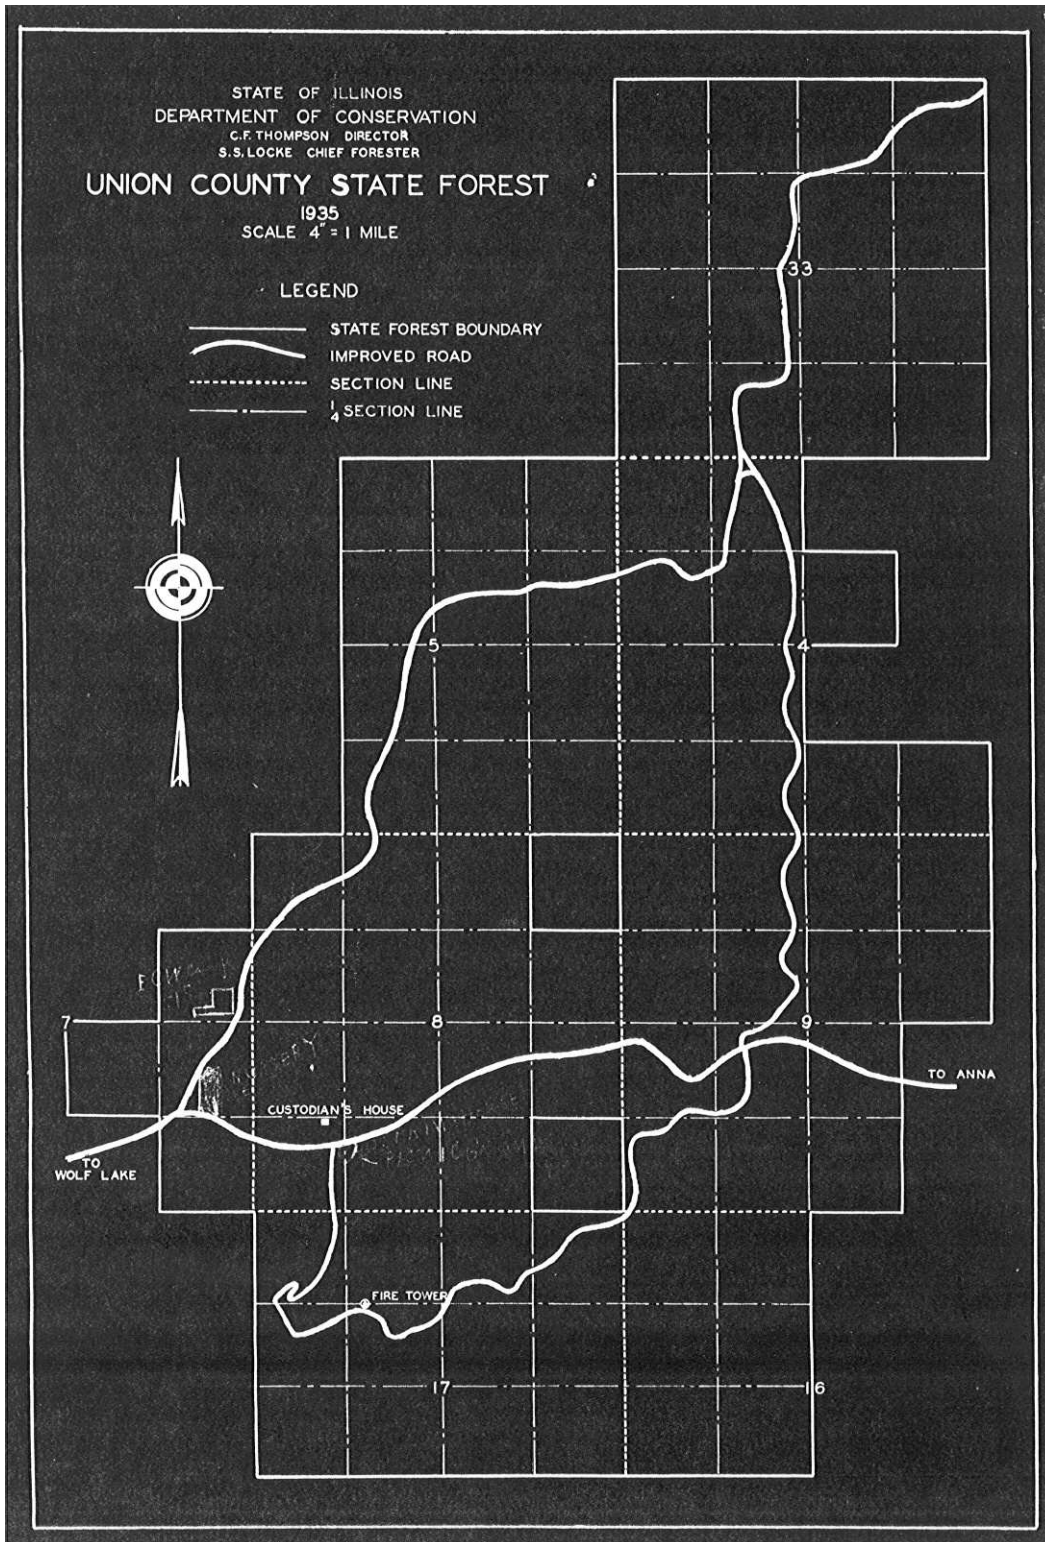 STATE OF ILLINOIS
DEPARTMENT OF CONSERVATION
C.F. THOMPSON DIRECTOR
S.S. LOCKE CHIEF FORESTER
UNION COUNTY STATE FOREST
1935
SCALE 4" = 1 MILE
LEGEND
STATE FOREST BOUNDARY
IMPROVED ROAD
SECTION LINE
1/4 SECTION LINE
33
5
4
7
8
9
TO ANNA
CUSTODIAN'S HOUSE
TO
WOLF LAKE
FIRE TOWER
17
16